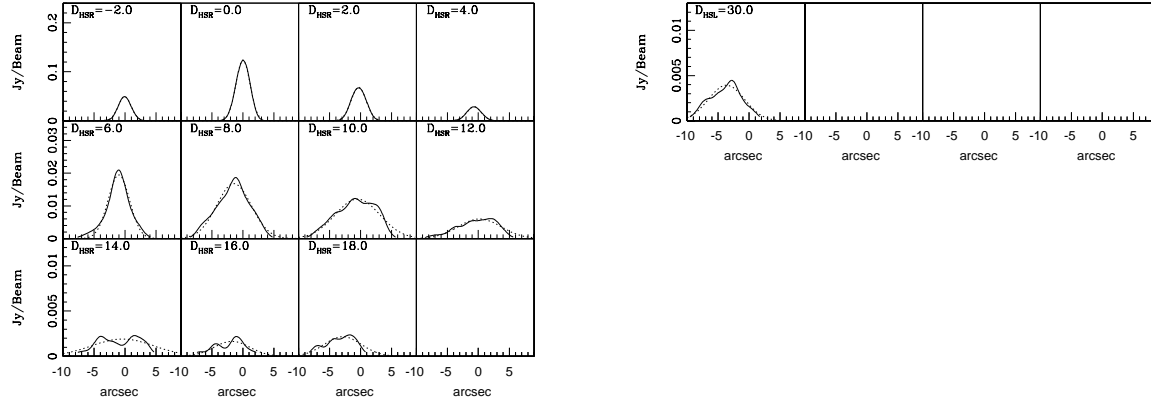 D_HSR=-2.0 D_HSR=0.0 D_HSR=2.0 D_HSR=4.0
0.2
0.1
0
Jy/Beam
D_HSR=6.0 D_HSR=8.0 D_HSR=10.0 D_HSR=12.0
0.03
0.02
0.01
0
Jy/Beam
D_HSR=14.0 D_HSR=16.0 D_HSR=18.0
0.01
0.005
0
Jy/Beam
-10 -5 0 5 -10 -5 0 5 -10 -5 0 5 -10 -5 0 5
arcsec arcsec arcsec arcsec
D_HSL=30.0
0.01
0.005
0
Jy/Beam
-10 -5 0 5 -10 -5 0 5 -10 -5 0 5 -10 -5 0 5
arcsec arcsec arcsec arcsec